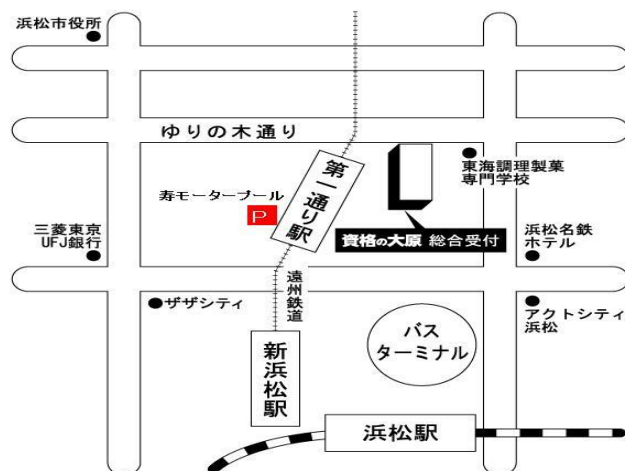 浜松市役所
ゆりの木通り
第一通り駅
東海調理製菓
専門学校
寿モータープール
P
三菱東京
UFJ銀行
資格の大原 総合受付
浜松名鉄
ホテル
遠州鉄道
ザザシティ
アクトシティ
浜松
バス
ターミナル
新浜松駅
浜松駅